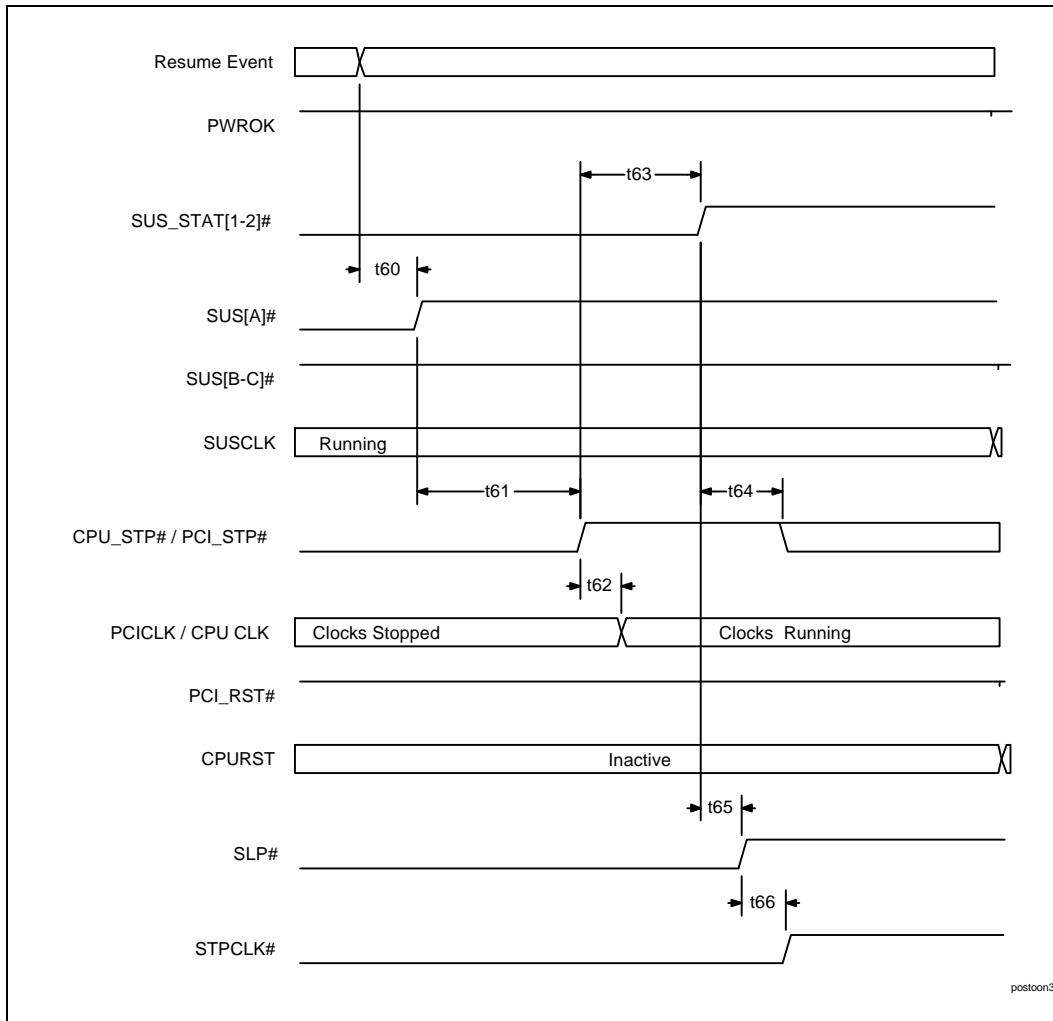 Resume Event
PWROK
t63
SUS_STAT[1-2]#
t60
SUS[A]#
SUS[B-C]#
SUSCLK
Running
t61
t64
CPU_STP# / PCI_STP#
t62
PCICLK / CPU CLK
Clocks Stopped
Clocks Running
PCI_RST#
CPURST
Inactive
t65
SLP#
t66
STPCLK#
postoon3